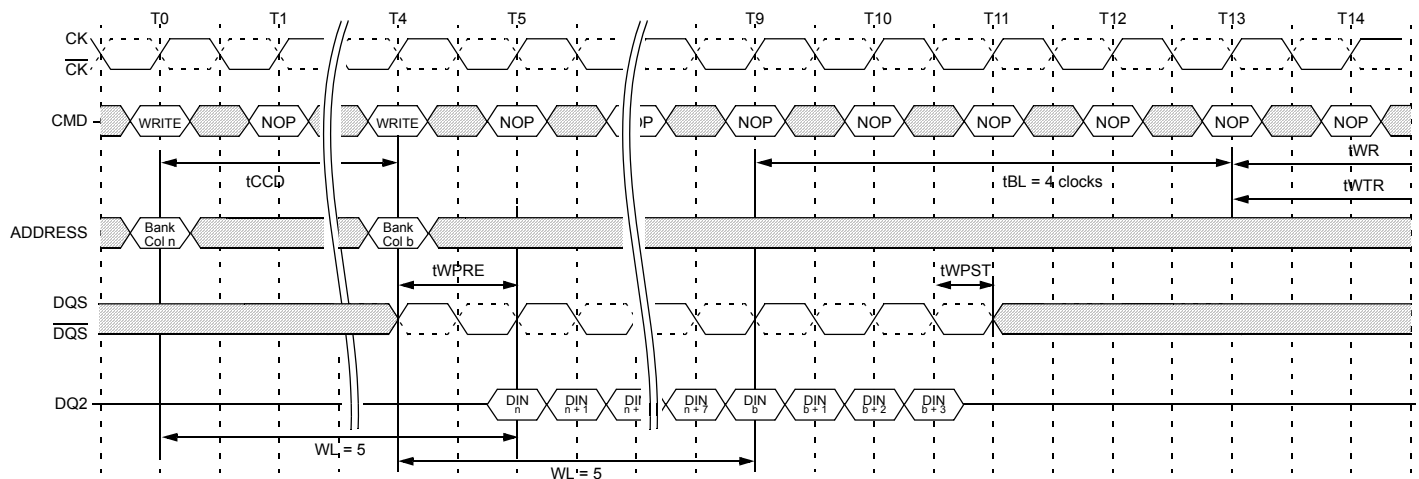 T0 T1 T4 T5 T9 T10 T11 T12 T13 T14
CK
CK
CMD WRITE NOP WRITE NOP NOP NOP NOP NOP NOP NOP
tCCD tBL = 4 clocks tWR
tWTR
ADDRESS Bank Col n Bank Col b
tWPRE tWPST
DQS
DQS
DQ2 DIN n DIN n + 1 DIN n + 7 DIN b DIN b + 1 DIN b + 2 DIN b + 3
WL = 5
WL = 5